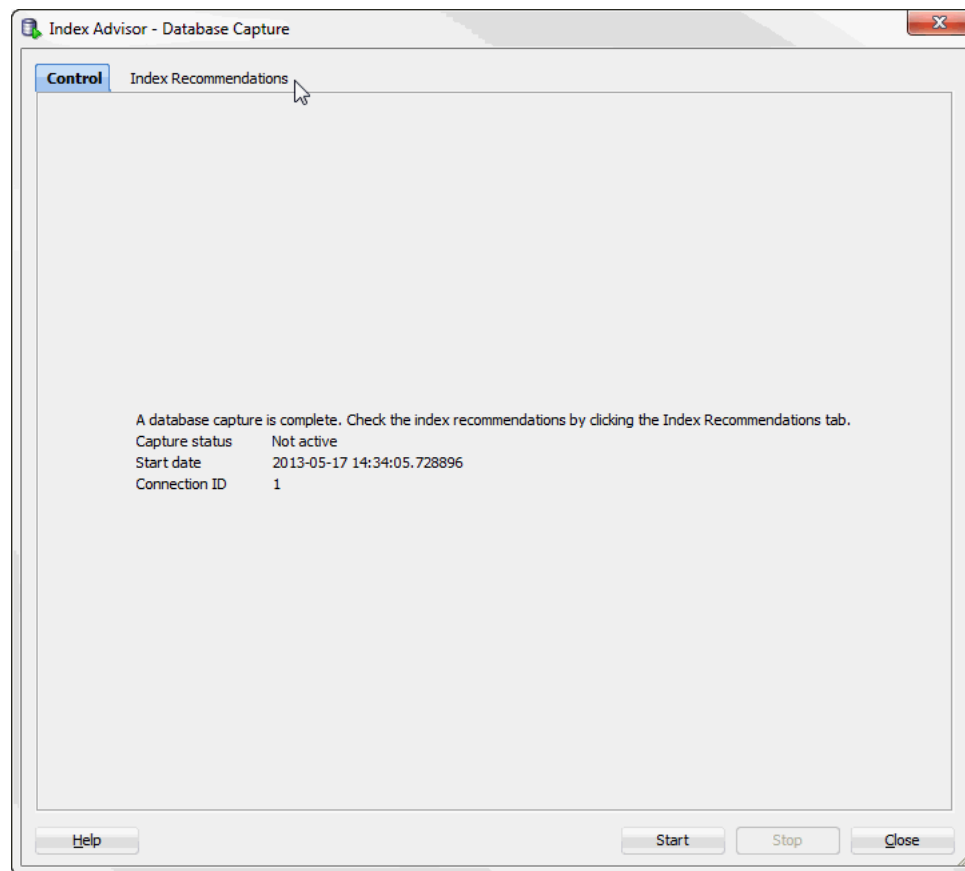 Index Advisor - Database Capture
Control Index Recommendations
A database capture is complete. Check the index recommendations by clicking the Index Recommendations tab.
Capture status Not active
Start date 2013-05-17 14:34:05.728896
Connection ID 1
Help Start Stop Close